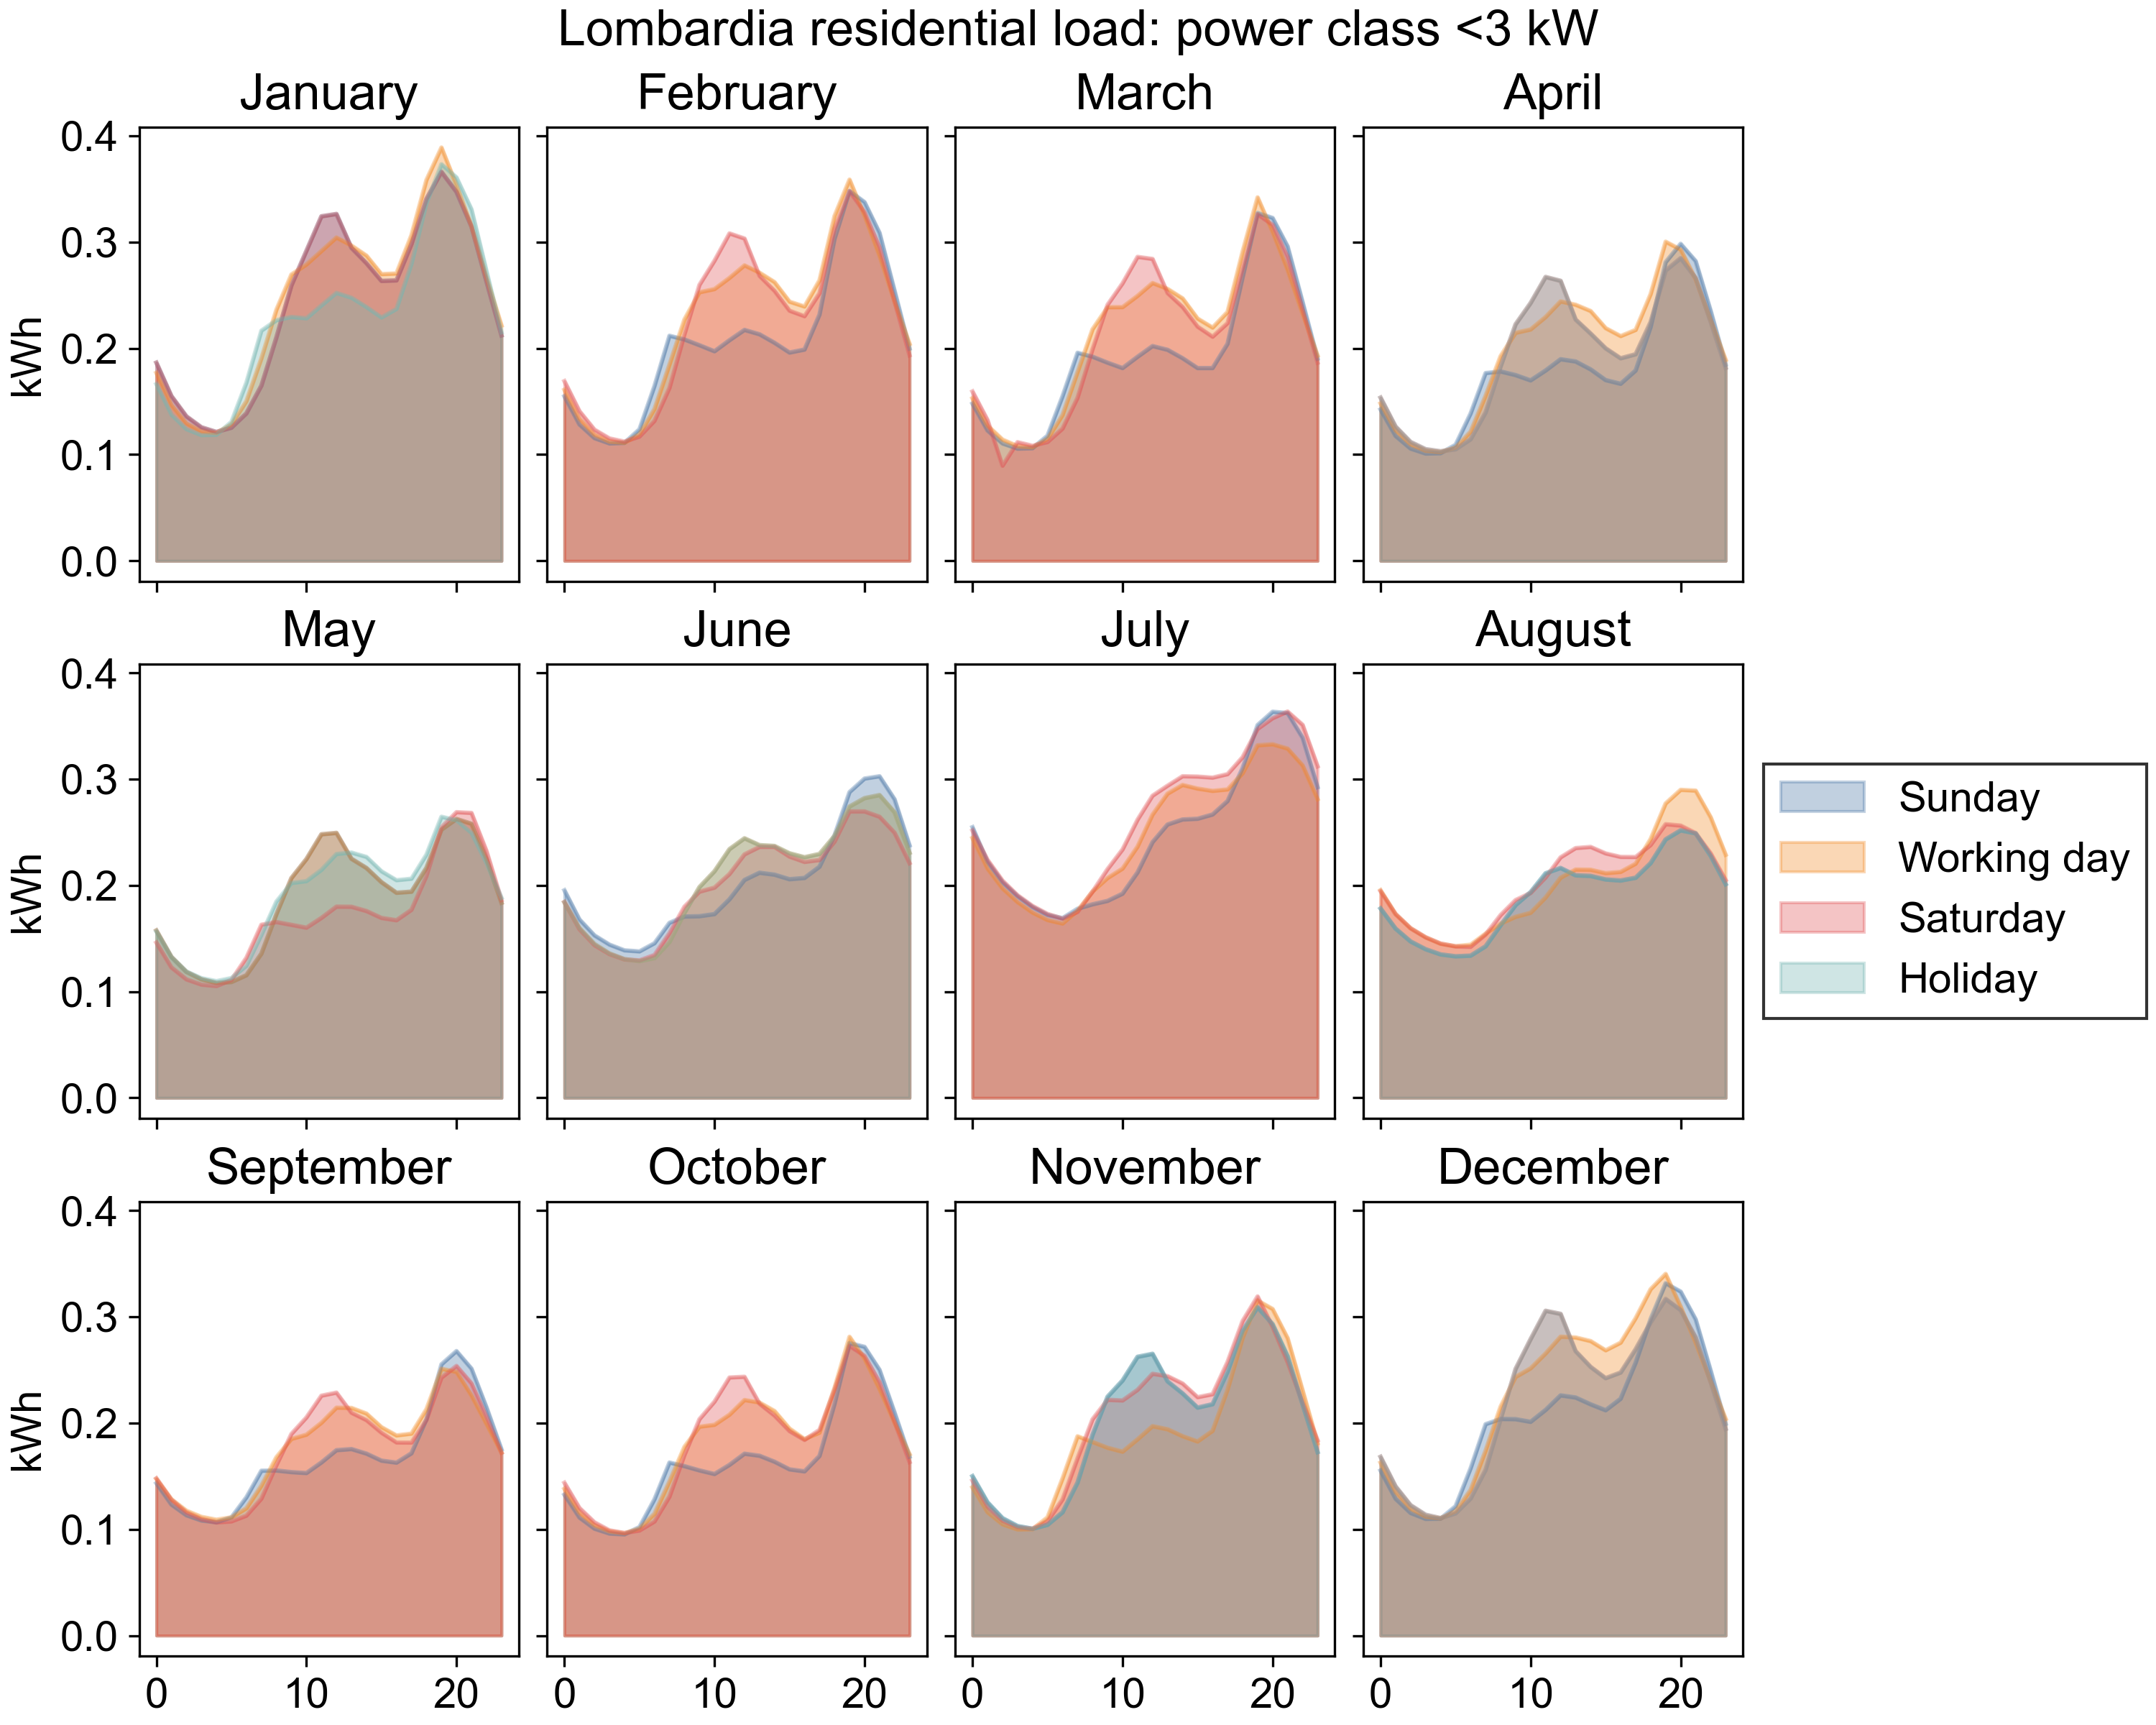 Lombardia residential load: power class <3 kW
January
February
March
April
0.4
0.3
0.2
0.1
0.0
kWh
May
June
July
August
0.4
0.3
0.2
0.1
0.0
kWh
Sunday
Working day
Saturday
Holiday
September
October
November
December
0.4
0.3
0.2
0.1
0.0
kWh
0 10 20
0 10 20
0 10 20
0 10 20